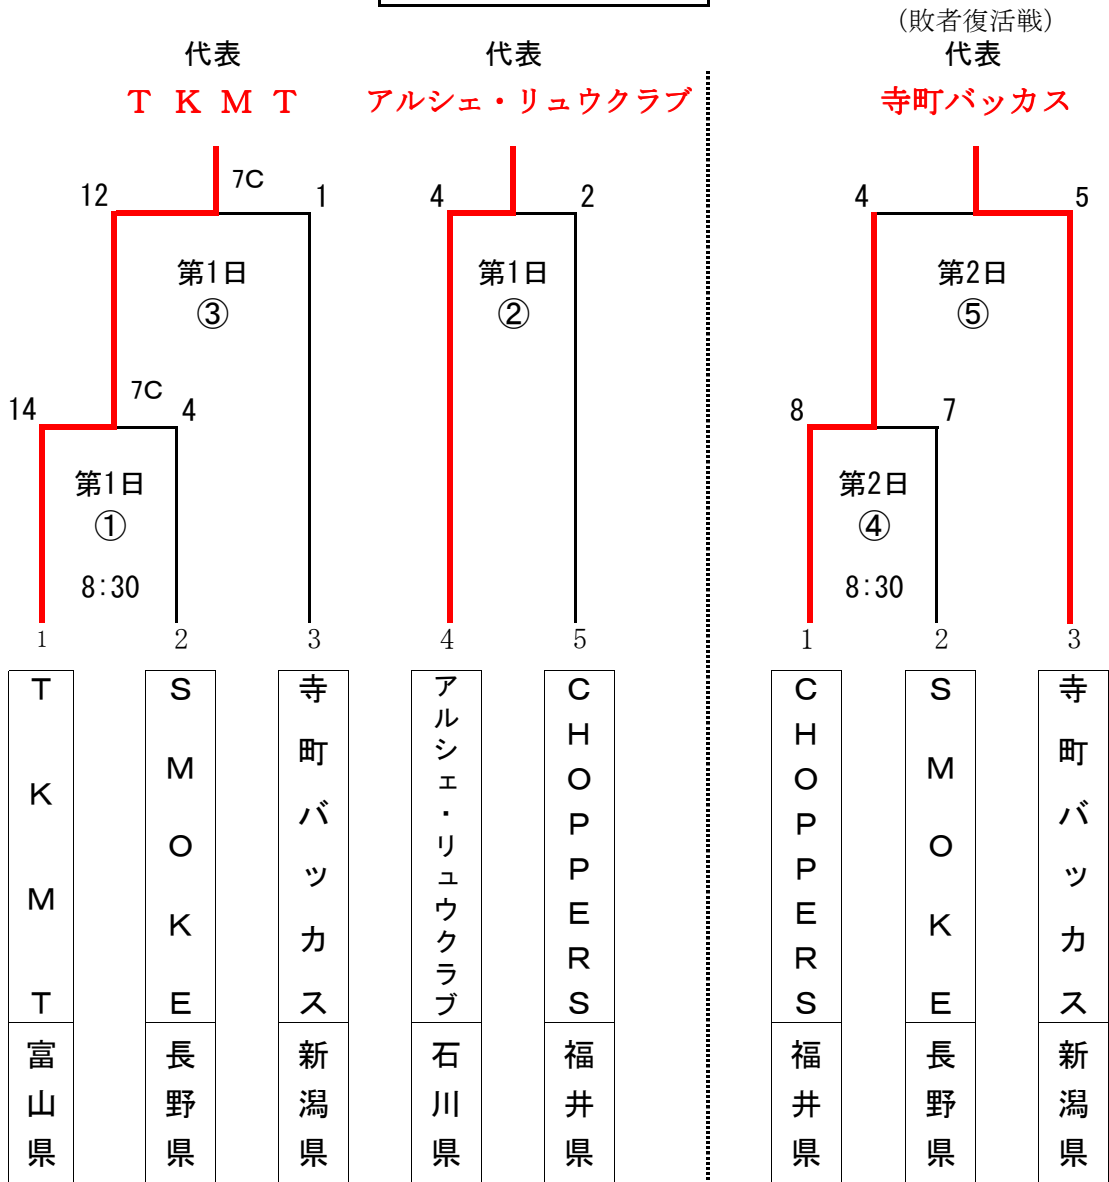 (敗者復活戦)
代表 代表 代表
T K M T アルシェ・リュウクラブ 寺町バッカス
12 7C 1 4 2 4 5
第1日 第1日 第2日
③ ② ⑤
14 7C 4 8 7
第1日 第2日
① ④
8:30 8:30
1 2 3 4 5 1 2 3
TKMT
富山県
SMOKE
長野県
寺町バッカス
新潟県
アルシェ・リュウクラブ
石川県
CHOPPERS
福井県
CHOPPERS
福井県
SMOKE
長野県
寺町バッカス
新潟県